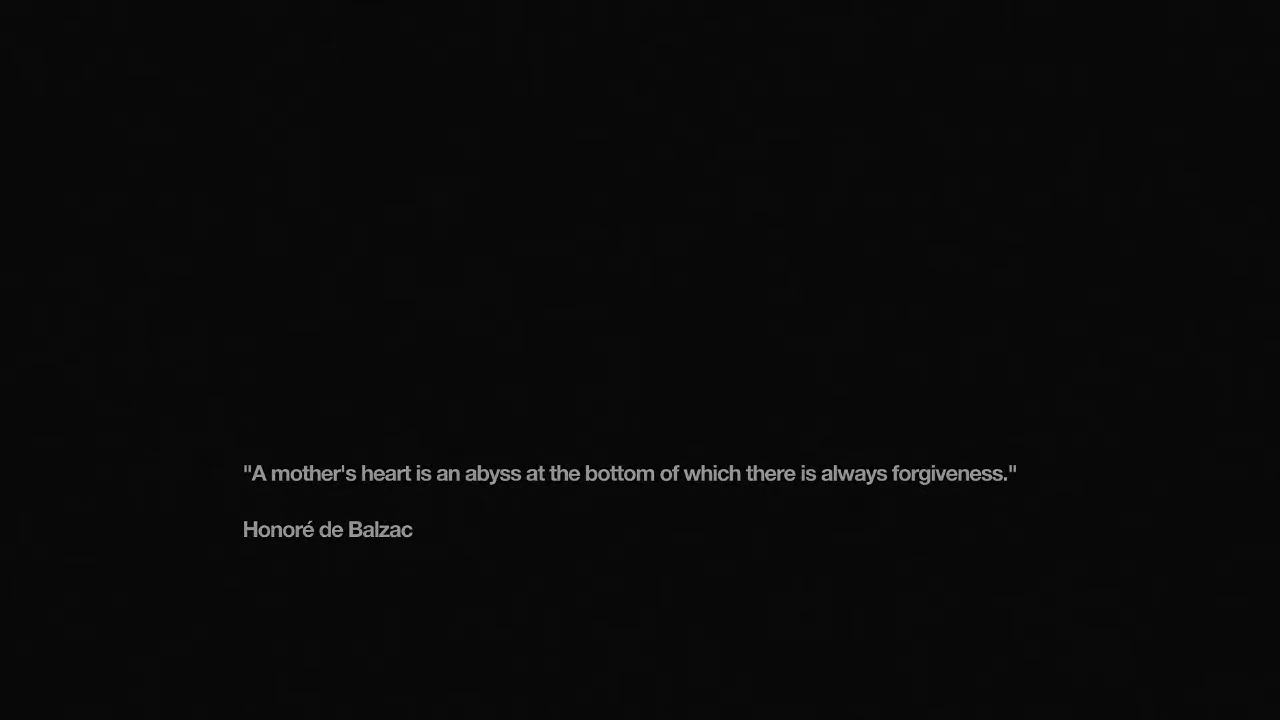 "A mother's heart is an abyss at the bottom of which there is always forgiveness."
Honoré de Balzac